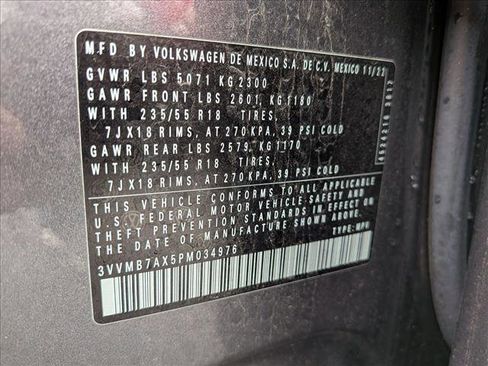 MFD BY VOLKSWAGEN DE MEXICO S.A. DE C.V. MEXICO 11/22
GVWR LBS 5071 KG 2300
GAWR FRONT LBS 2601, KG 1180
WITH 235/55 R18 TIRES,
7JX18 RIMS, AT 270 KPA, 39 PSI COLD
GAWR REAR LBS 2579, KG 1170
WITH 235/55 R18 TIRES,
7JX18 RIMS, AT 270 KPA, 39 PSI COLD
THIS VEHICLE CONFORMS TO ALL APPLICABLE
U.S. FEDERAL MOTOR VEHICLE SAFETY AND
THEFT PREVENTION STANDARDS IN EFFECT ON
THE DATE OF MANUFACTURE SHOWN ABOVE.
3VVMB7AX5PM034976
TYPE: MPV